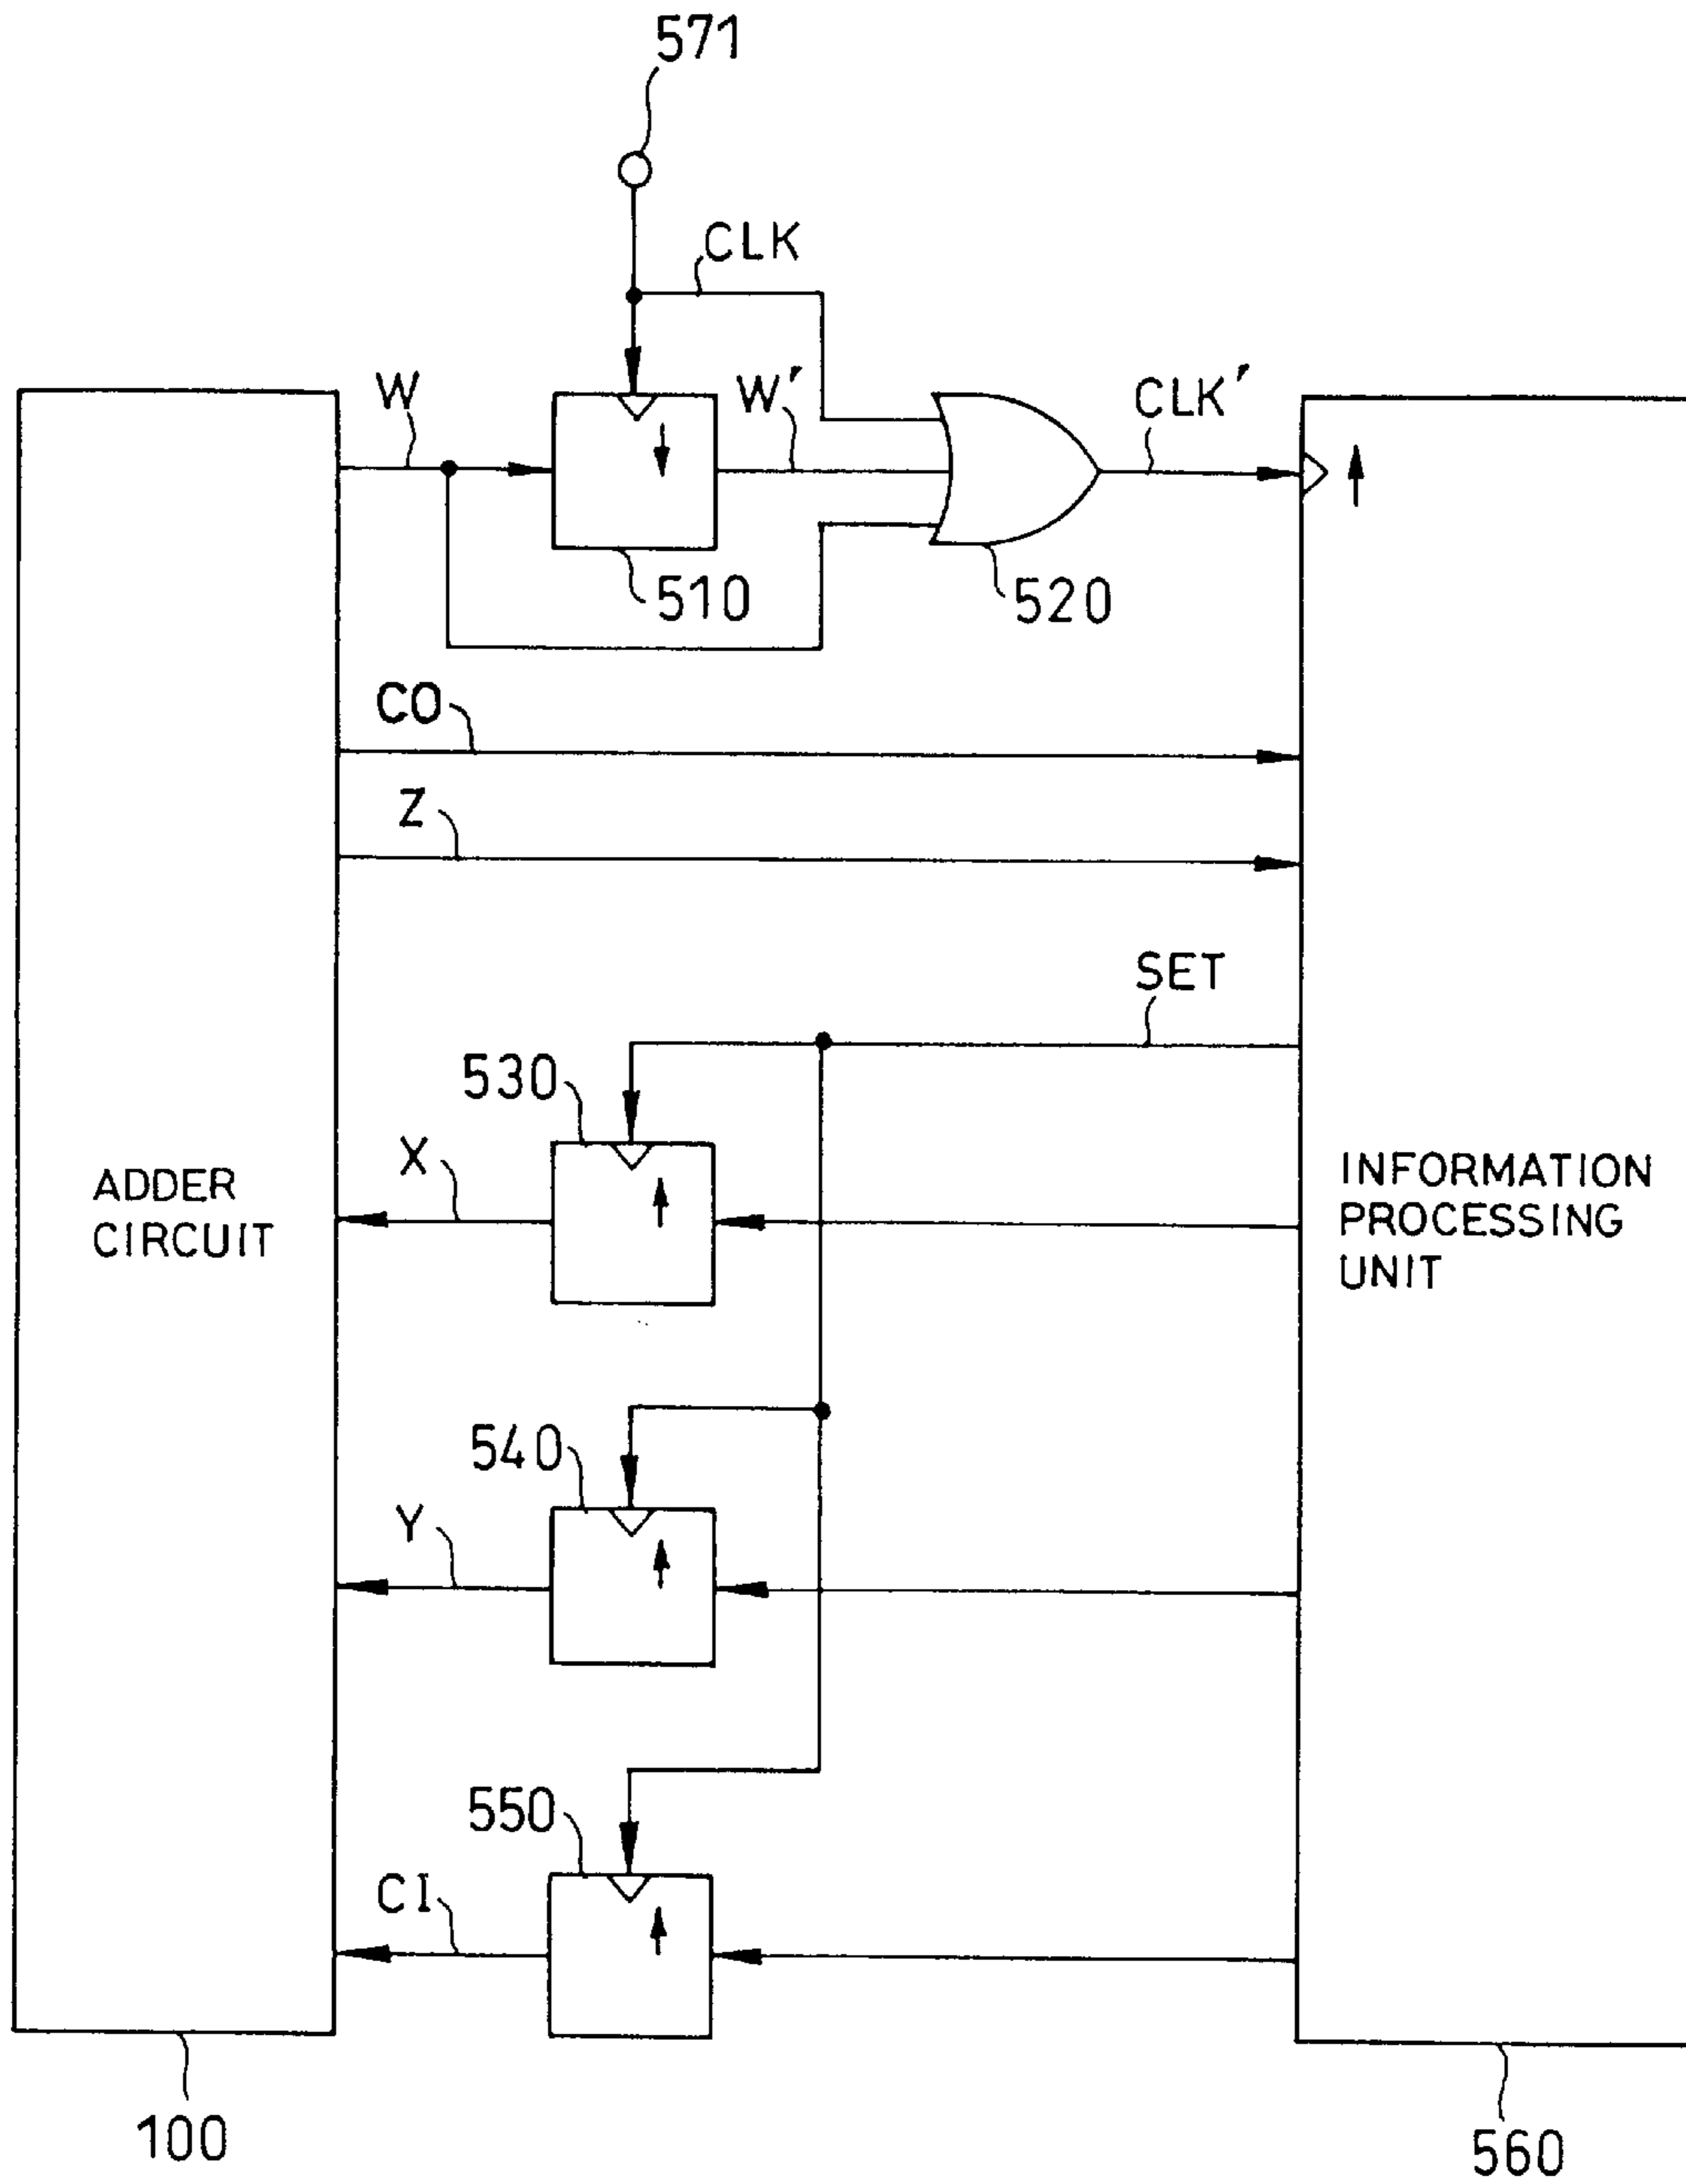 571
CLK
W
W'
CLK'
510
520
CO
Z
SET
530
X
ADDER
CIRCUIT
INFORMATION
PROCESSING
UNIT
540
Y
550
CI
100
560